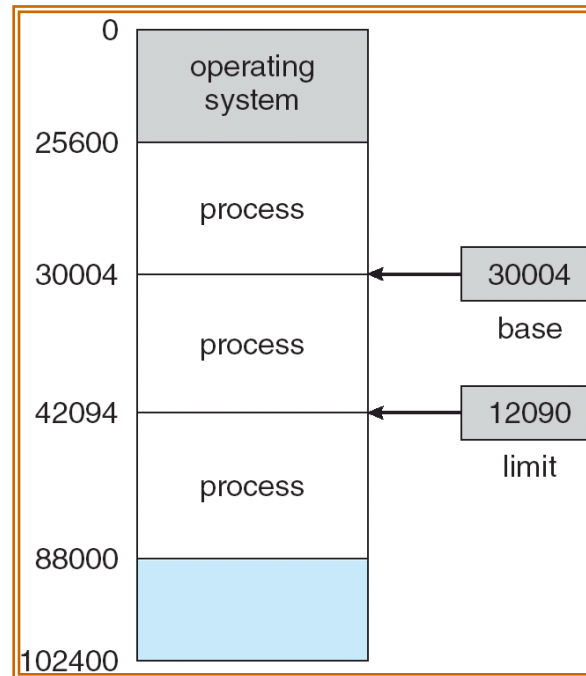 0
operating
system
25600
process
30004
30004
base
process
42094
12090
limit
process
88000
102400